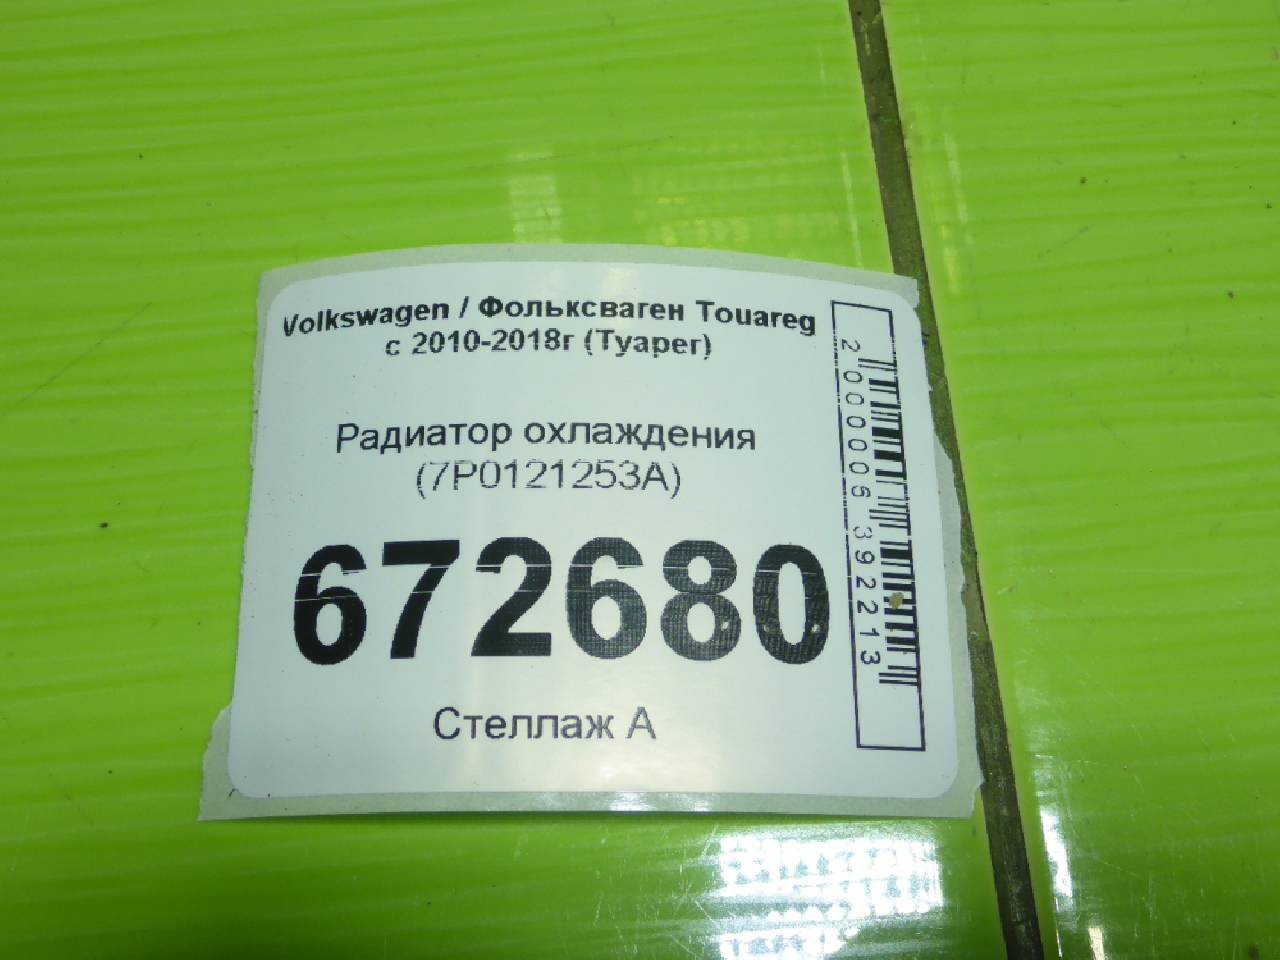 Volkswagen / Фольксваген Touareg
с 2010-2018г (Туарег)
Радиатор охлаждения
(7P0121253A)
672680
Стеллаж А
2000006392213